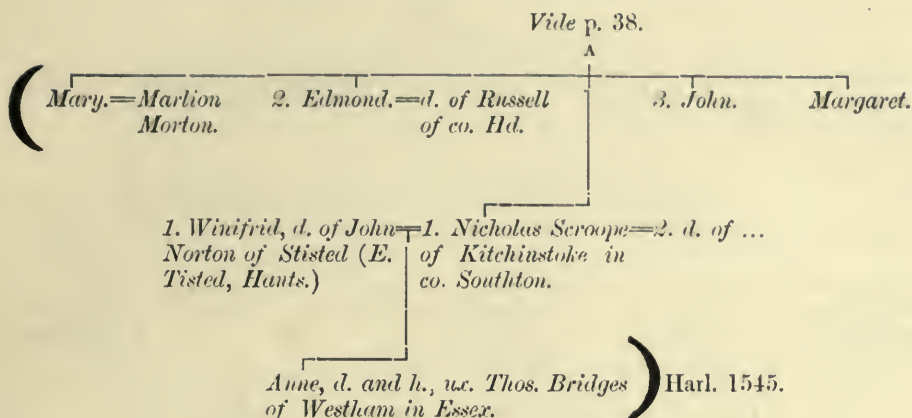 Vide p. 38.
A
( Mary.=Marlion Morton.
2. Edmond.=d. of Russell of co. Hd.
3. John.
Margaret.
1. Winifrid, d. of John=1. Nicholas Scroope=2. d. of ...
Norton of Stisted (E. of Kitchinstoke in
Tisted, Hants.) co. Southton.
Anne, d. and h., ux. Thos. Bridges ) Harl. 1545.
of Westham in Essex.